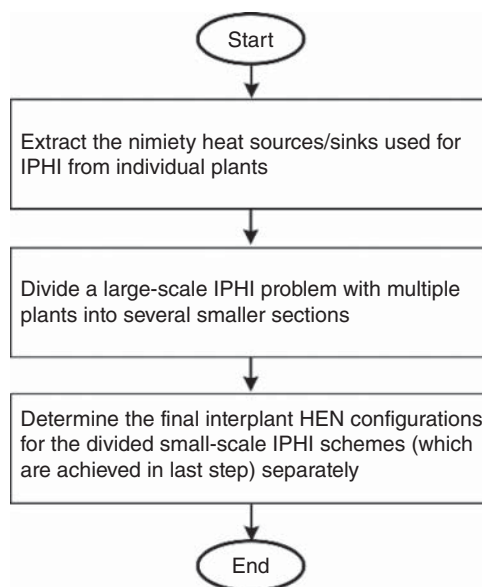 Start
Extract the nimiety heat sources/sinks used for
IPHI from individual plants
Divide a large-scale IPHI problem with multiple
plants into several smaller sections
Determine the final interplant HEN configurations
for the divided small-scale IPHI schemes (which
are achieved in last step) separately
End